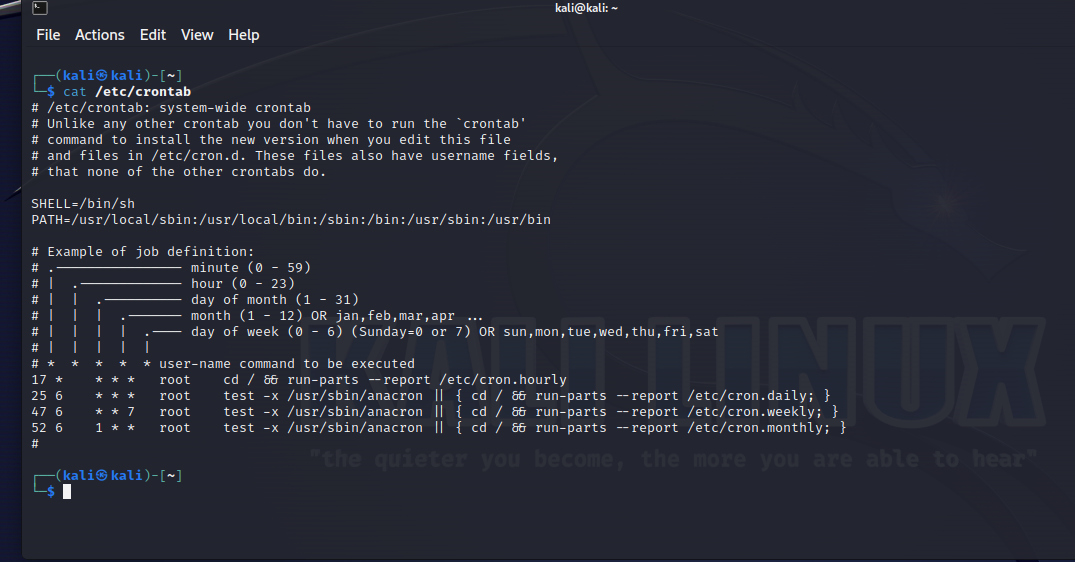 kali@kali: ~
File Actions Edit View Help
┌──(kali㉿kali)-[~]
└─$ cat /etc/crontab
# /etc/crontab: system-wide crontab
# Unlike any other crontab you don't have to run the `crontab'
# command to install the new version when you edit this file
# and files in /etc/cron.d. These files also have username fields,
# that none of the other crontabs do.
SHELL=/bin/sh
PATH=/usr/local/sbin:/usr/local/bin:/sbin:/bin:/usr/sbin:/usr/bin
# Example of job definition:
# .---------------- minute (0 - 59)
# |  .------------- hour (0 - 23)
# |  |  .---------- day of month (1 - 31)
# |  |  |  .------- month (1 - 12) OR jan,feb,mar,apr ...
# |  |  |  |  .---- day of week (0 - 6) (Sunday=0 or 7) OR sun,mon,tue,wed,thu,fri,sat
# |  |  |  |  |
# *  *  *  *  * user-name command to be executed
17 *    * * *   root    cd / && run-parts --report /etc/cron.hourly
25 6    * * *   root    test -x /usr/sbin/anacron || { cd / && run-parts --report /etc/cron.daily; }
47 6    * * 7   root    test -x /usr/sbin/anacron || { cd / && run-parts --report /etc/cron.weekly; }
52 6    1 * *   root    test -x /usr/sbin/anacron || { cd / && run-parts --report /etc/cron.monthly; }
#
┌──(kali㉿kali)-[~]
└─$
KALI LINUX
"the quieter you become, the more you are able to hear"